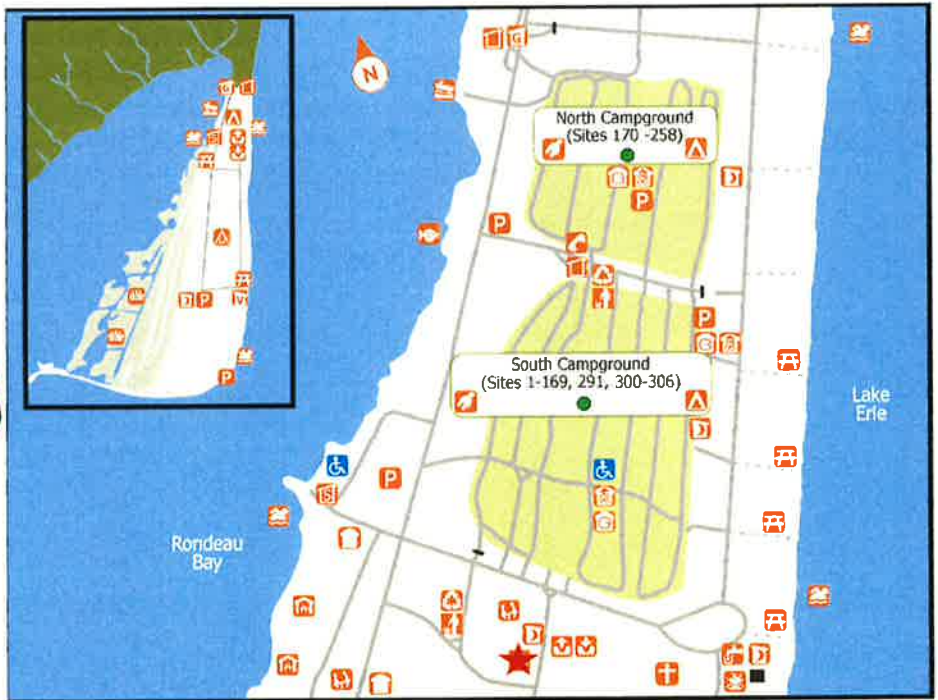 N
G
North Campground
(Sites 170 -258)
P
P
P
South Campground
(Sites 1-169, 291, 300-306)
Lake
Erie
P
S
Rondeau
Bay
P
P